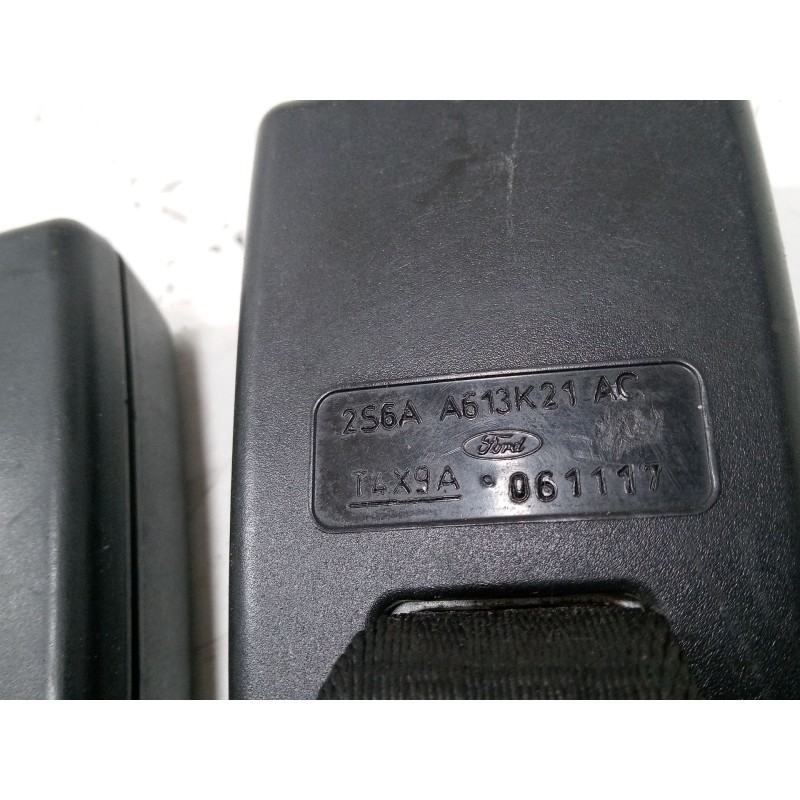 2S6A A613K21 AC
Ford
T4X9A • 061117